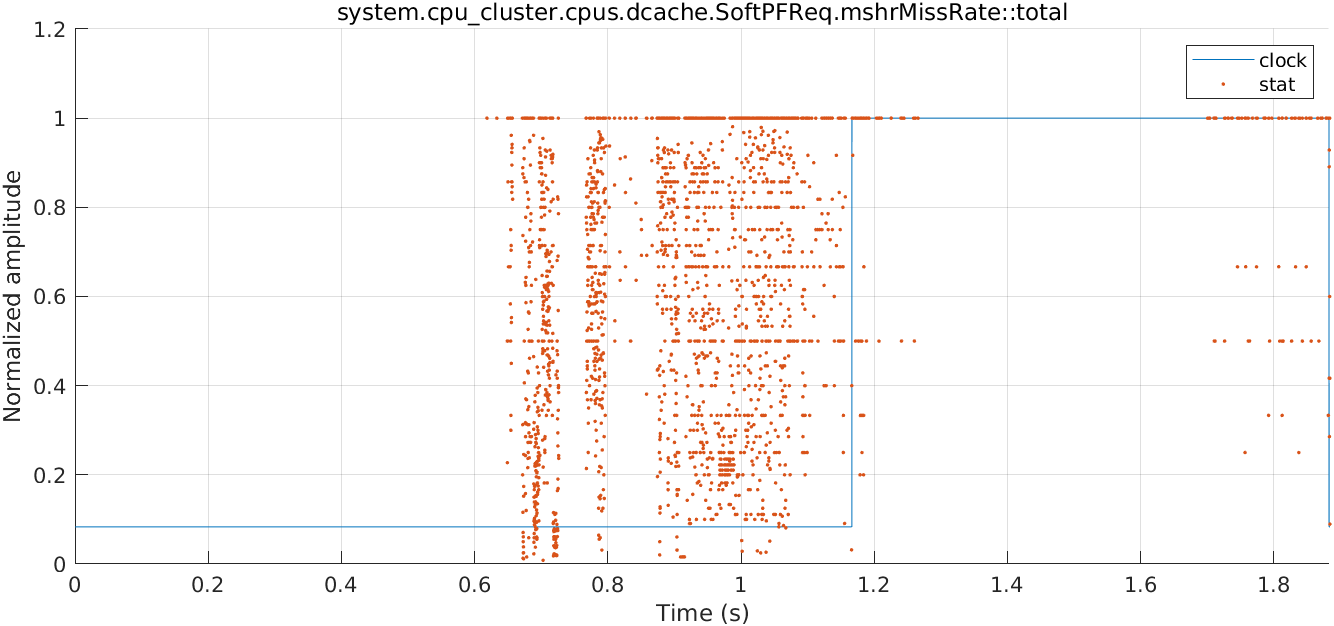 system.cpu_cluster.cpus.dcache.SoftPFReq.mshrMissRate::total
1.2
1
0.8
0.6
0.4
0.2
0
Normalized amplitude
clock
stat
0 0.2 0.4 0.6 0.8 1 1.2 1.4 1.6 1.8
Time (s)